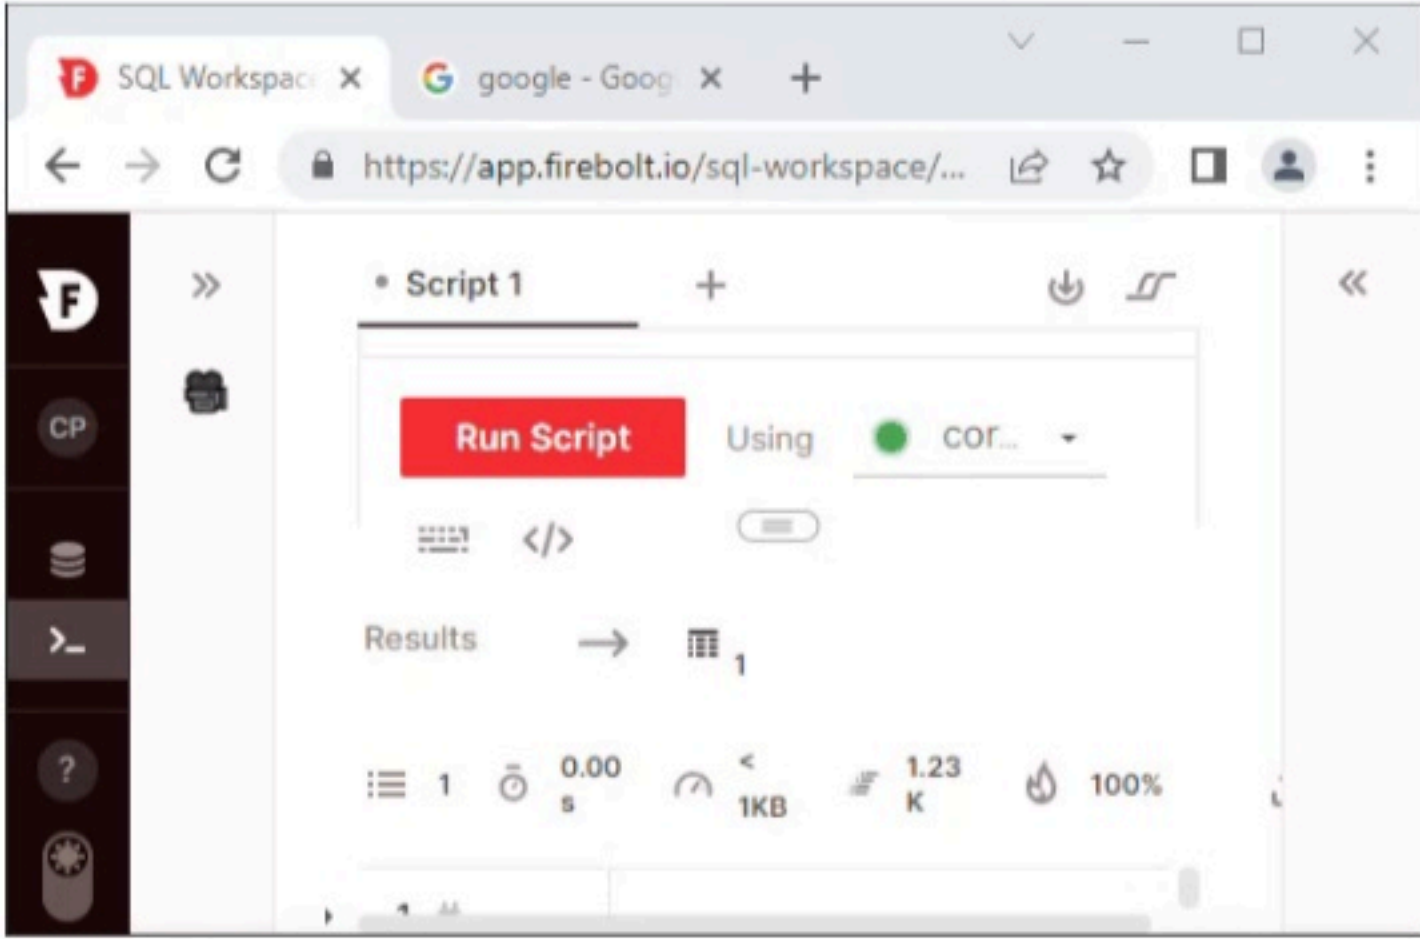 SQL Workspac
google - Goog
https://app.firebolt.io/sql-workspace/...
F
Script 1
CP
Run Script Using cor...
</>
Results 1
1 0.00 s < 1KB 1.23 K 100%
?